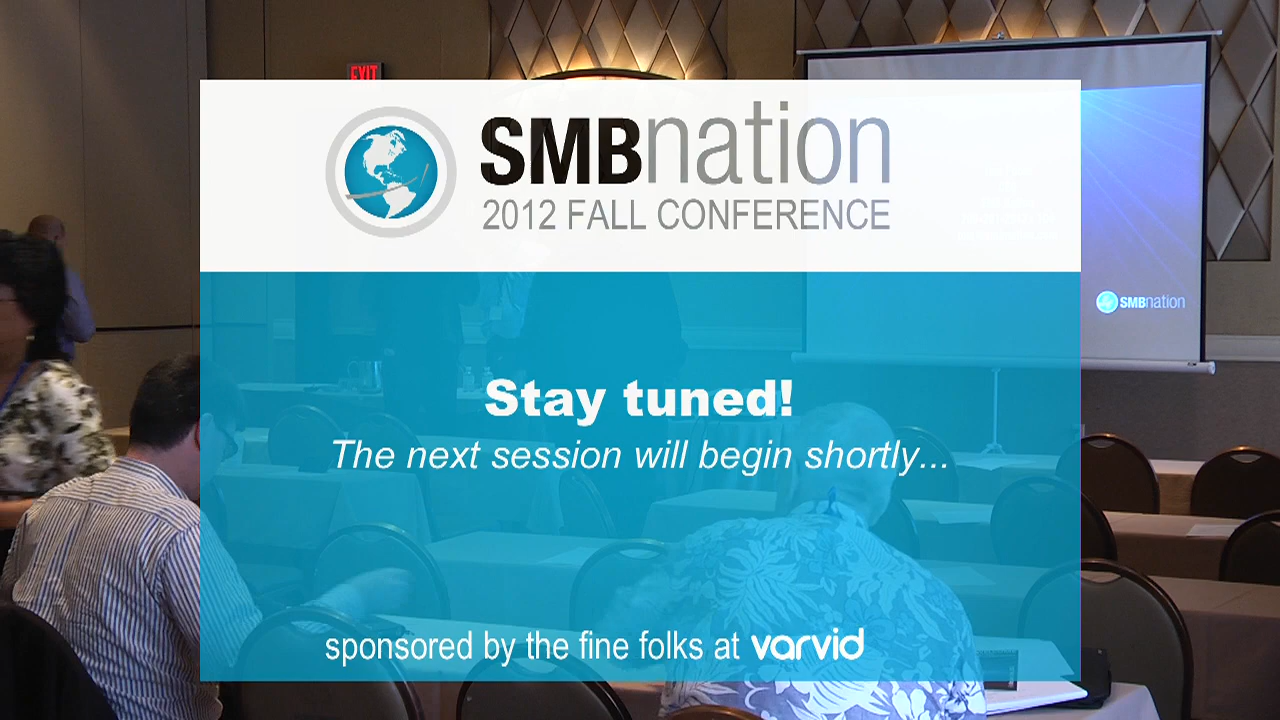 EXIT
SMBnation
2012 FALL CONFERENCE
SMBnation
Stay tuned!
The next session will begin shortly...
sponsored by the fine folks at varvid